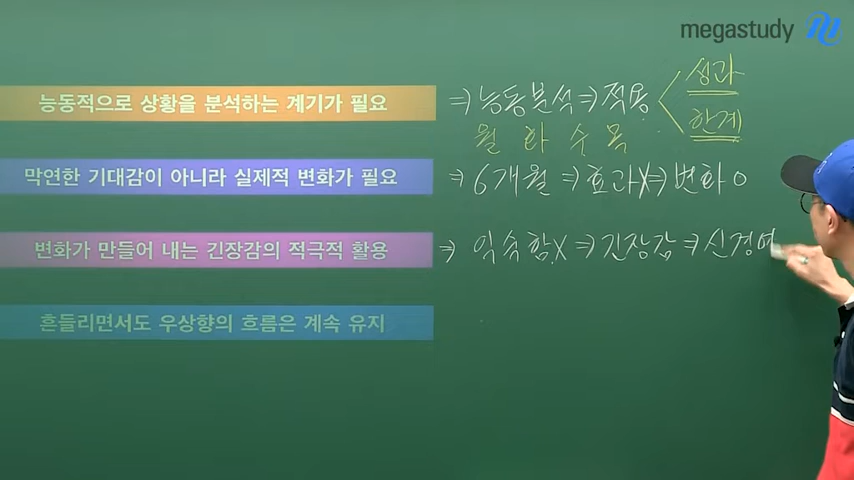 megastudy
능동적으로 상황을 분석하는 계기가 필요
⇒ 능동분석 ⇒ 적용 < 성과
한계
월 화 수 목
막연한 기대감이 아니라 실제적 변화가 필요
⇒ 6개월 ⇒ 효과X ⇒ 변화 O
변화가 만들어 내는 긴장감의 적극적 활용
⇒ 익숙함X ⇒ 긴장감 ⇒ 신경
흔들리면서도 우상향의 흐름은 계속 유지